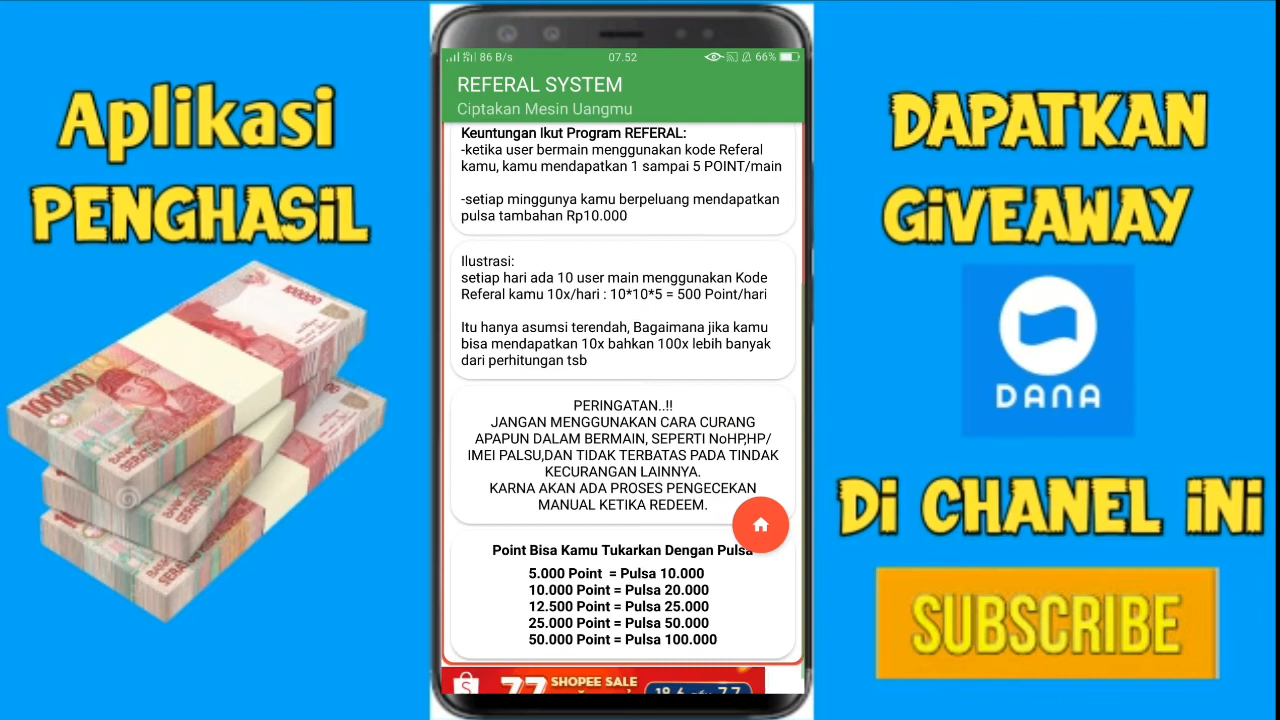 Aplikasi
PENGHASiL
100000
100000
86 B/s
07.52
66%
REFERAL SYSTEM
Ciptakan Mesin Uangmu
Keuntungan Ikut Program REFERAL:
-ketika user bermain menggunakan kode Referal
kamu, kamu mendapatkan 1 sampai 5 POINT/main
-setiap minggunya kamu berpeluang mendapatkan
pulsa tambahan Rp10.000
Ilustrasi:
setiap hari ada 10 user main menggunakan Kode
Referal kamu 10x/hari : 10*10*5 = 500 Point/hari
Itu hanya asumsi terendah, Bagaimana jika kamu
bisa mendapatkan 10x bahkan 100x lebih banyak
dari perhitungan tsb
PERINGATAN..!!
JANGAN MENGGUNAKAN CARA CURANG
APAPUN DALAM BERMAIN, SEPERTI NoHP,HP/
IMEI PALSU,DAN TIDAK TERBATAS PADA TINDAK
KECURANGAN LAINNYA.
KARNA AKAN ADA PROSES PENGECEKAN
MANUAL KETIKA REDEEM.
Point Bisa Kamu Tukarkan Dengan Pulsa
5.000 Point = Pulsa 10.000
10.000 Point = Pulsa 20.000
12.500 Point = Pulsa 25.000
25.000 Point = Pulsa 50.000
50.000 Point = Pulsa 100.000
SHOPEE SALE
DAPATKAN
GiVEAWAY
DANA
Di CHANEL iNi
SUBSCRIBE